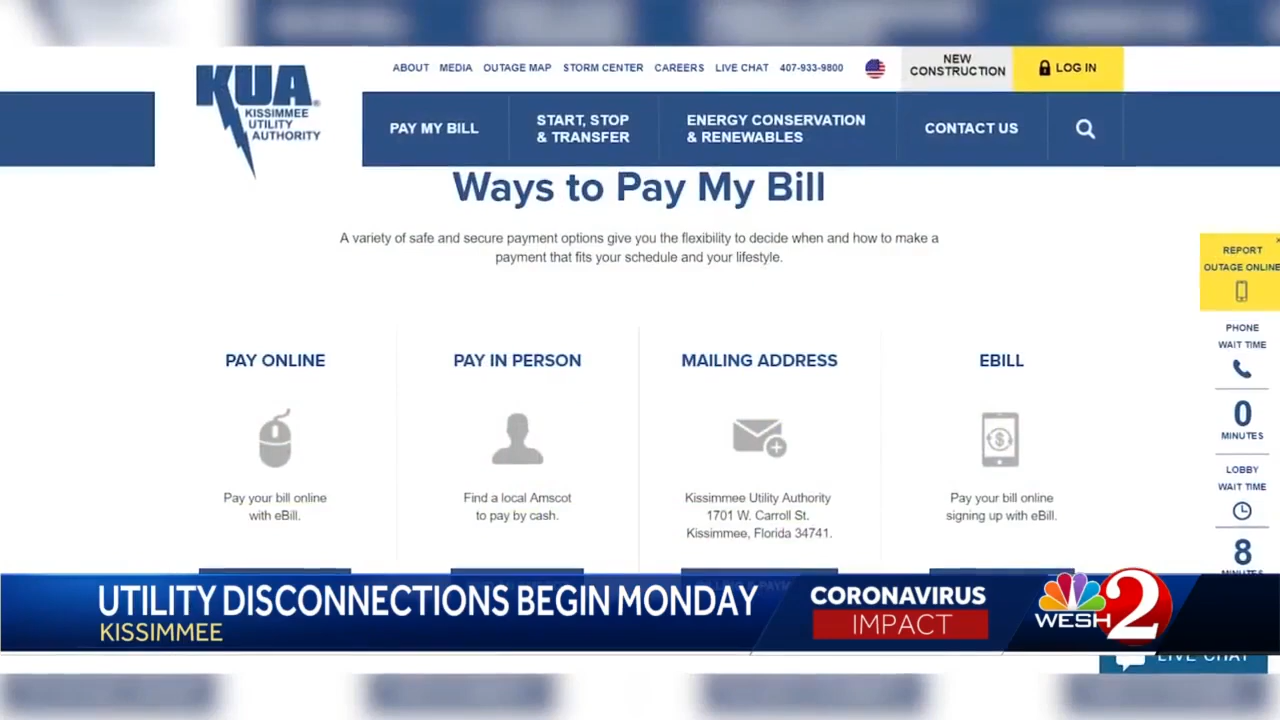 KUA®
KISSIMMEE
UTILITY
AUTHORITY
ABOUT MEDIA OUTAGE MAP STORM CENTER CAREERS LIVE CHAT 407-933-9800
NEW
CONSTRUCTION
LOG IN
PAY MY BILL
START, STOP
& TRANSFER
ENERGY CONSERVATION
& RENEWABLES
CONTACT US
Ways to Pay My Bill
A variety of safe and secure payment options give you the flexibility to decide when and how to make a
payment that fits your schedule and your lifestyle.
PAY ONLINE
Pay your bill online
with eBill.
PAY IN PERSON
Find a local Amscot
to pay by cash.
MAILING ADDRESS
Kissimmee Utility Authority
1701 W. Carroll St.
Kissimmee, Florida 34741.
EBILL
Pay your bill online
signing up with eBill.
REPORT
OUTAGE ONLINE
PHONE
WAIT TIME
0
MINUTES
LOBBY
WAIT TIME
8
MINUTES
UTILITY DISCONNECTIONS BEGIN MONDAY
KISSIMMEE
CORONAVIRUS
IMPACT
WESH 2
LIVE CHAT